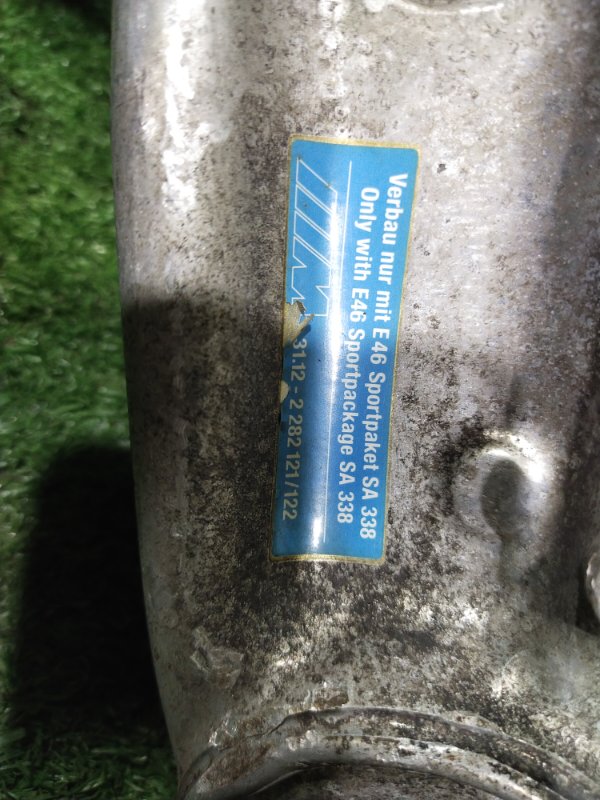 Verbau nur mit E46 Sportpaket SA 338
Only with E46 Sportpackage SA 338
31.12 - 2 282 121/122